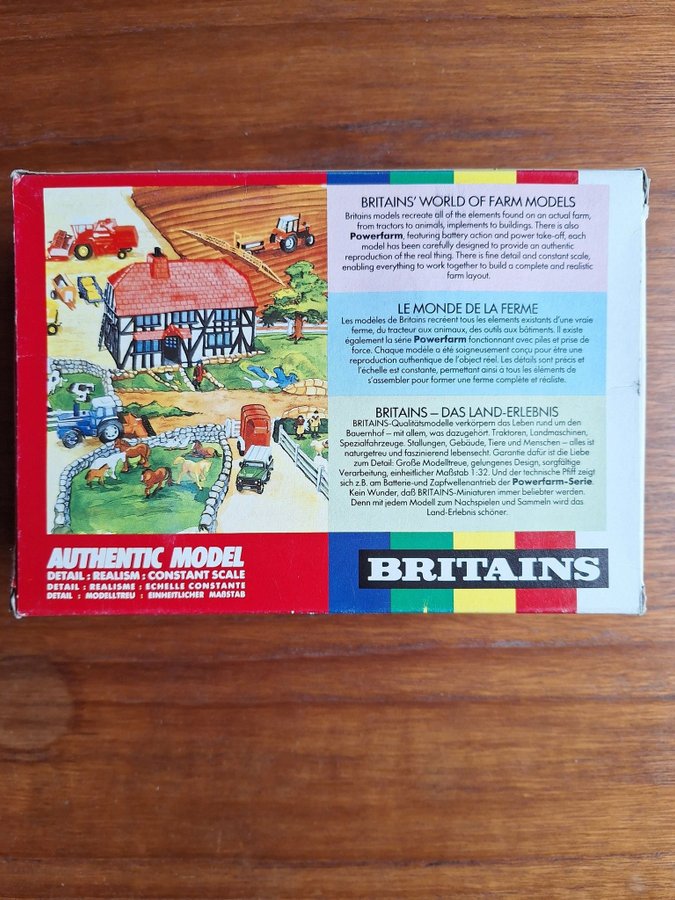 BRITAINS' WORLD OF FARM MODELS
Britains models recreate all of the elements found on an actual farm,
from tractors to animals, implements to buildings. There is also
Powerfarm, featuring battery action and power take-off, each
model has been carefully designed to provide an authentic
reproduction of the real thing. There is fine detail and constant scale,
enabling everything to work together to build a complete and realistic
farm layout.
LE MONDE DE LA FERME
Les modèles de Britains recréent tous les elements existants d'une vraie
ferme, du tracteur aux animaux, des outils aux bâtiments. Il existe
également la série Powerfarm fonctionnant avec piles et prise de
force. Chaque modèle a été soigneusement conçu pour être une
reproduction authentique de l'object réel. Les détails sont précis et
l'échelle est constante, permettant ainsi à tous les éléments de
s'assembler pour former une ferme complète et réaliste.
BRITAINS – DAS LAND-ERLEBNIS
BRITAINS-Qualitätsmodelle verkörpern das Leben rund um den
Bauernhof – mit allem, was dazugehört. Traktoren, Landmaschinen,
Spezialfahrzeuge. Stallungen, Gebäude, Tiere und Menschen – alles ist
naturgetreu und faszinierend lebensecht. Garantie dafür ist die Liebe
zum Detail: Große Modelltreue, gelungenes Design, sorgfältige
Verarbeitung, einheitlicher Maßstab 1:32. Und der technische Pfiff zeigt
sich z.B. am Batterie-und Zapfwellenantrieb der Powerfarm-Serie.
Kein Wunder, daß BRITAINS-Miniaturen immer beliebter werden.
Denn mit jedem Modell zum Nachspielen und Sammeln wird das
Land-Erlebnis schöner.
AUTHENTIC MODEL
DETAIL : REALISM : CONSTANT SCALE
DETAIL : REALISME : ECHELLE CONSTANTE
DETAIL : MODELLTREU : EINHEITLICHER MAßSTAB
BRITAINS